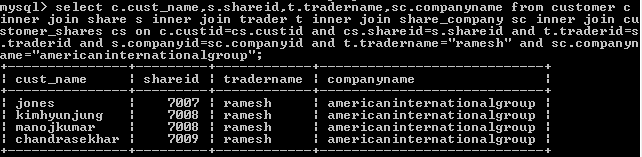 mysql> select c.cust_name,s.shareid,t.tradername,sc.companyname from customer c
inner join share s inner join trader t inner join share_company sc inner join cu
stomer_shares cs on c.custid=cs.custid and cs.shareid=s.shareid and t.traderid=s
.traderid and s.companyid=sc.companyid and t.tradername="ramesh" and sc.companyn
ame="americaninternationalgroup";
+---------------+---------+------------+----------------------------+
| cust_name     | shareid | tradername | companyname                |
+---------------+---------+------------+----------------------------+
| jones         |    7007 | ramesh     | americaninternationalgroup |
| kimhyunjung   |    7008 | ramesh     | americaninternationalgroup |
| manojkumar    |    7008 | ramesh     | americaninternationalgroup |
| chandrasekhar |    7009 | ramesh     | americaninternationalgroup |
+---------------+---------+------------+----------------------------+